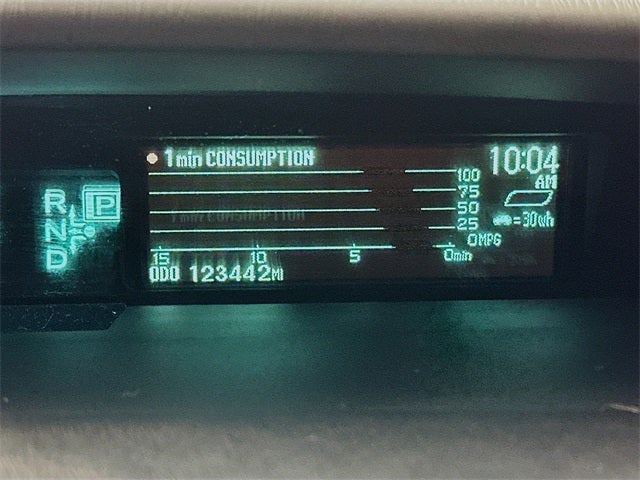 1min CONSUMPTION
10:04
AM
100
75
50
25
0MPG
=30Wh
15 10 5 0min
ODO 123442MI
R
P
N
D